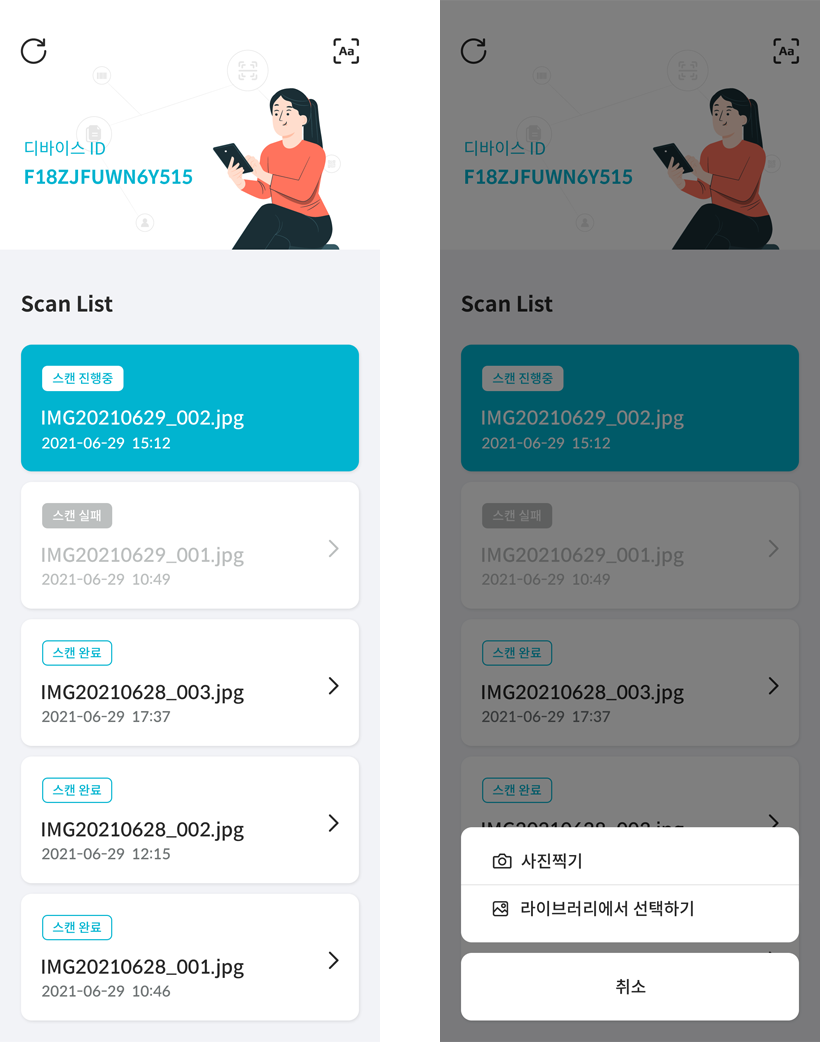 Aa
디바이스 ID
F18ZJFUWN6Y515
Scan List
스캔 진행중
IMG20210629_002.jpg
2021-06-29 15:12
스캔 실패
IMG20210629_001.jpg
2021-06-29 10:49
스캔 완료
IMG20210628_003.jpg
2021-06-29 17:37
스캔 완료
IMG20210628_002.jpg
2021-06-29 12:15
스캔 완료
IMG20210628_001.jpg
2021-06-29 10:46
Aa
디바이스 ID
F18ZJFUWN6Y515
Scan List
스캔 진행중
IMG20210629_002.jpg
2021-06-29 15:12
스캔 실패
IMG20210629_001.jpg
2021-06-29 10:49
스캔 완료
IMG20210628_003.jpg
2021-06-29 17:37
스캔 완료
IMG20210628_002.jpg
사진찍기
라이브러리에서 선택하기
취소